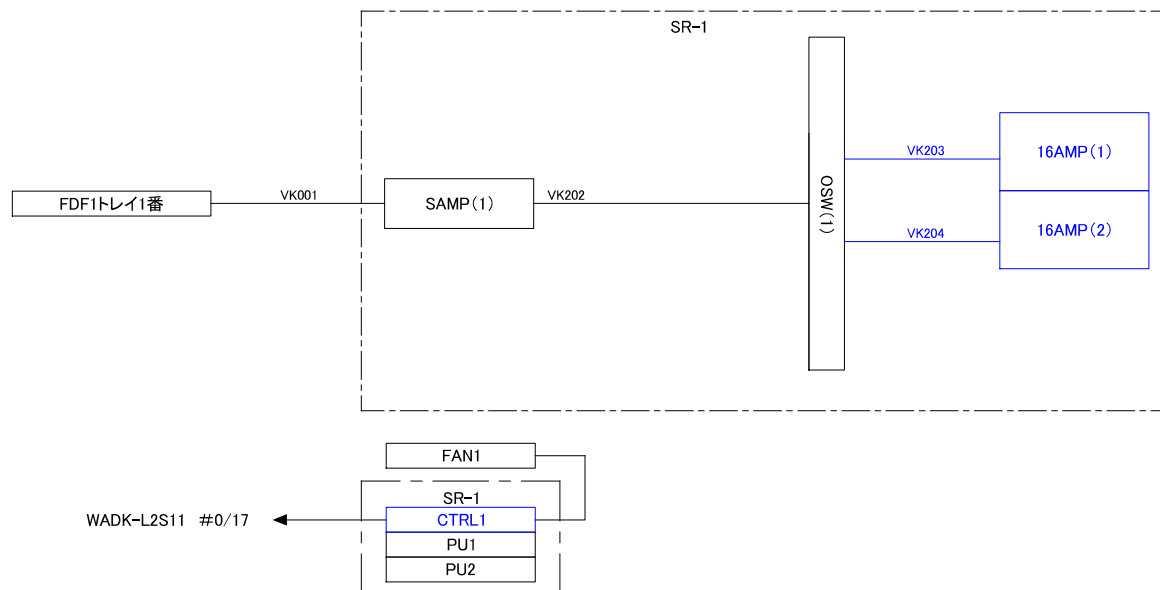 SR-1
VK203
16AMP(1)
FDF1トレイ1番
VK001
SAMP(1)
VK202
OSW(1)
VK204
16AMP(2)
FAN1
SR-1
WADK-L2S11 #0/17
CTRL1
PU1
PU2